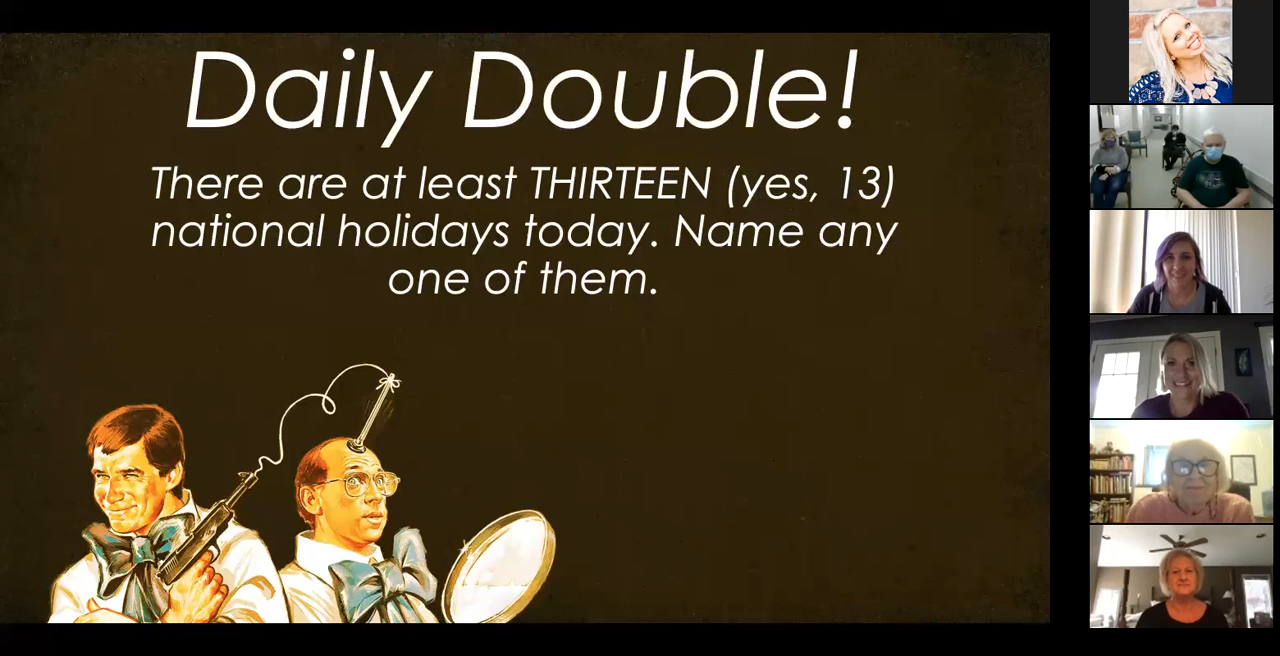 Daily Double!
There are at least THIRTEEN (yes, 13)
national holidays today. Name any
one of them.